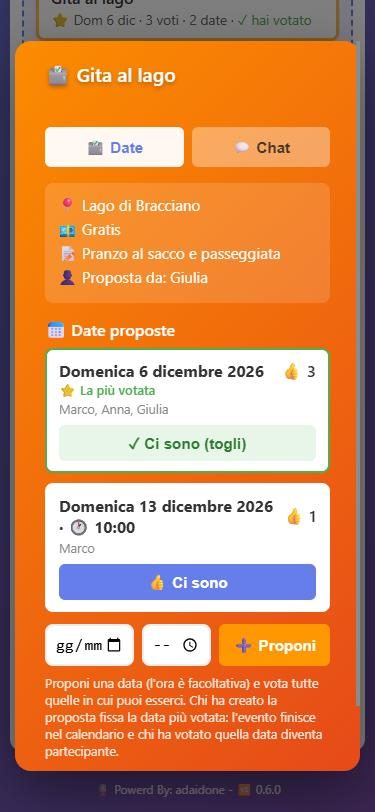 Gita al lago
Dom 6 dic · 3 voti · 2 date · ✓ hai votato
Gita al lago
Date
Chat
Lago di Bracciano
Gratis
Pranzo al sacco e passeggiata
Proposta da: Giulia
Date proposte
Domenica 6 dicembre 2026
3
La più votata
Marco, Anna, Giulia
✓ Ci sono (togli)
Domenica 13 dicembre 2026
· 10:00
1
Marco
Ci sono
gg/mm
--
Proponi
Proponi una data (l'ora è facoltativa) e vota tutte
quelle in cui puoi esserci. Chi ha creato la
proposta fissa la data più votata: l'evento finisce
nel calendario e chi ha votato quella data diventa
partecipante.
Powerd By: adaidone - 0.6.0